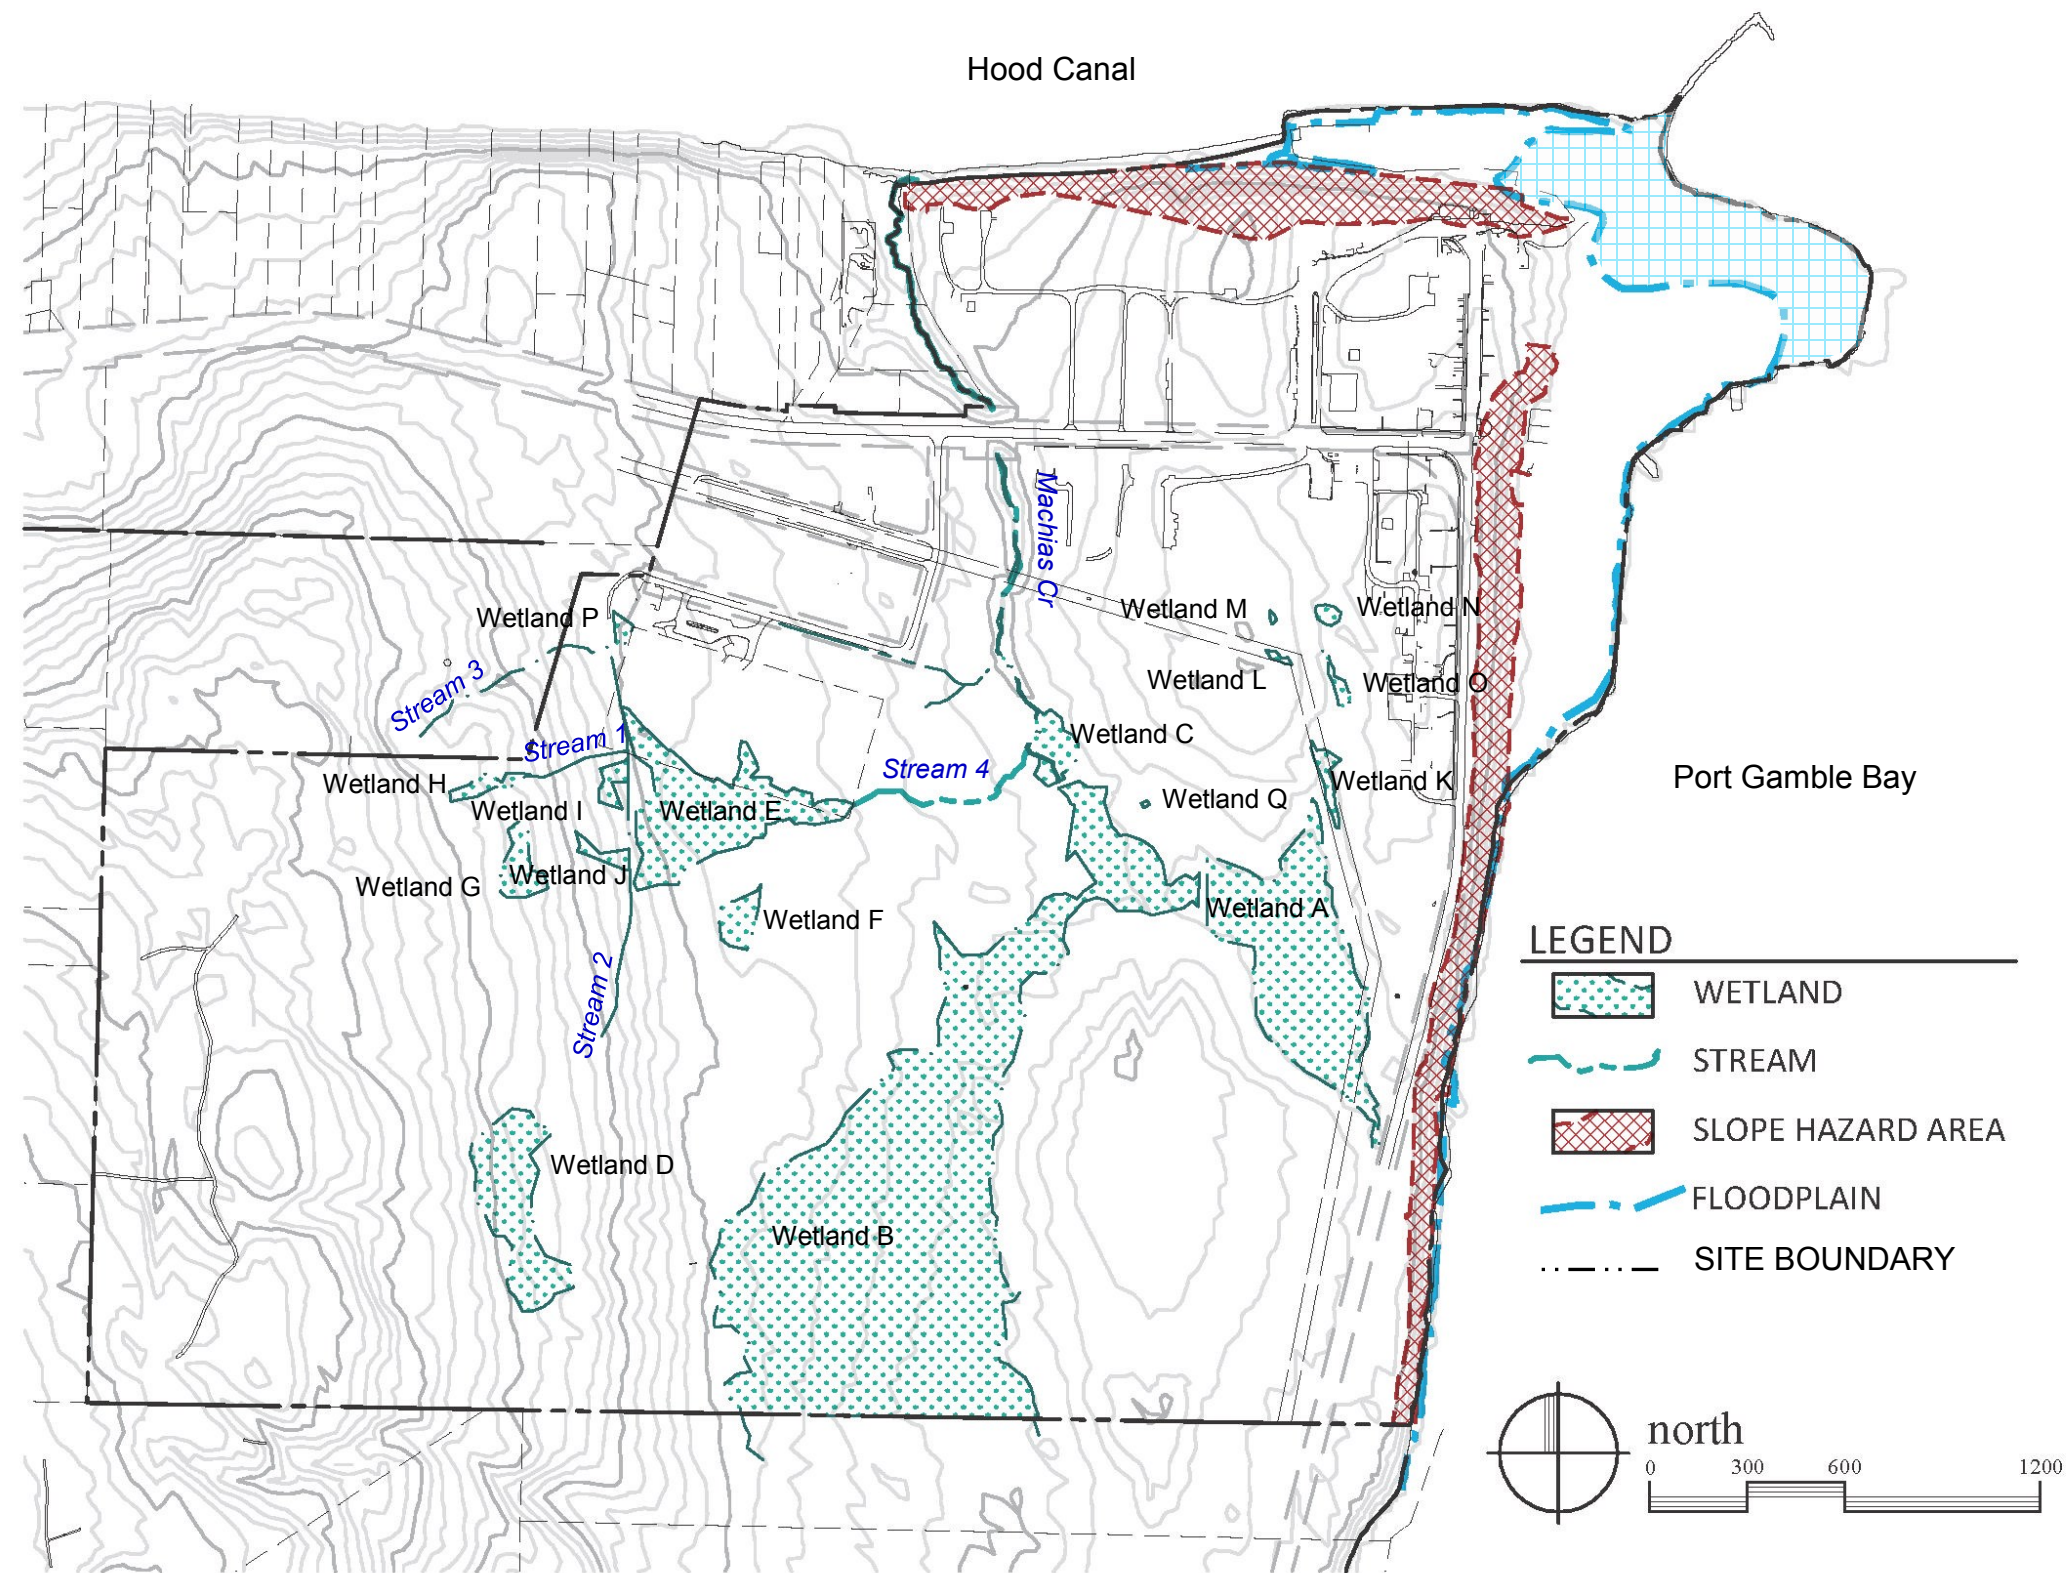 Hood Canal
Machias Cr
Wetland P
Wetland M
Wetland N
Stream 3
Wetland L
Wetland O
Stream 1
Wetland C
Stream 4
Wetland H
Wetland I
Wetland E
Wetland Q
Wetland K
Port Gamble Bay
Wetland G
Wetland J
Wetland F
Wetland A
Stream 2
Wetland D
Wetland B
LEGEND
WETLAND
STREAM
SLOPE HAZARD AREA
FLOODPLAIN
SITE BOUNDARY
north
0 300 600 1200